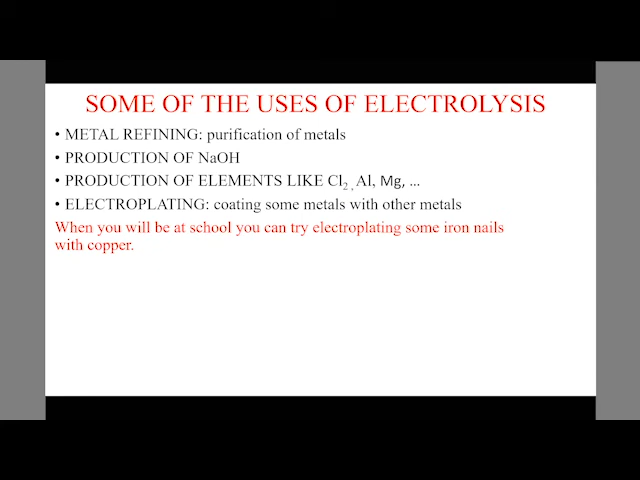 SOME OF THE USES OF ELECTROLYSIS
• METAL REFINING: purification of metals
• PRODUCTION OF NaOH
• PRODUCTION OF ELEMENTS LIKE Cl₂, Al, Mg, ...
• ELECTROPLATING: coating some metals with other metals
When you will be at school you can try electroplating some iron nails
with copper.